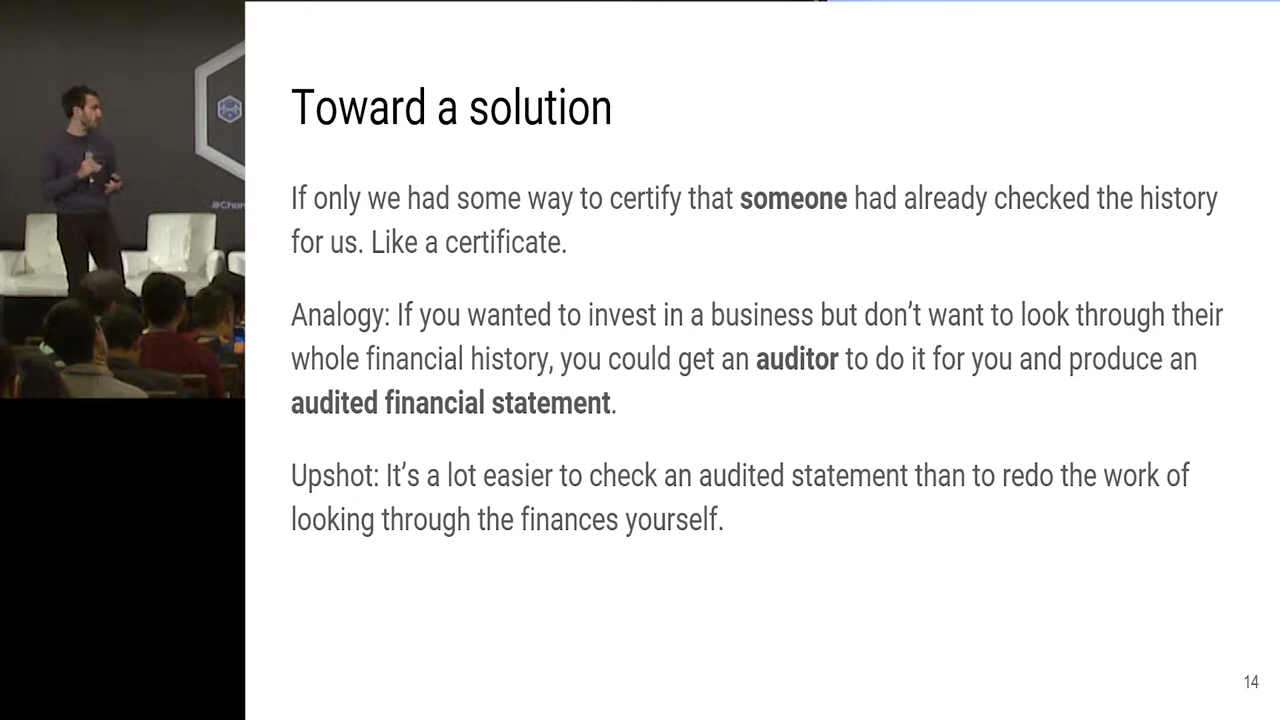 Toward a solution
If only we had some way to certify that someone had already checked the history
for us. Like a certificate.
Analogy: If you wanted to invest in a business but don’t want to look through their
whole financial history, you could get an auditor to do it for you and produce an
audited financial statement.
Upshot: It’s a lot easier to check an audited statement than to redo the work of
looking through the finances yourself.
14